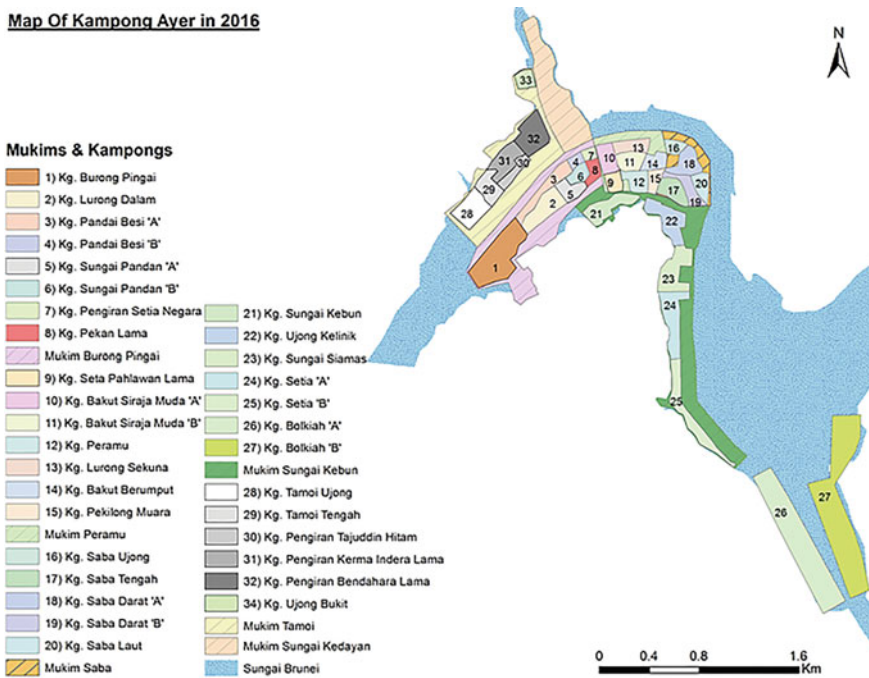 Map Of Kampong Ayer in 2016
N
Mukims & Kampongs
1) Kg. Burong Pingai
2) Kg. Lurong Dalam
3) Kg. Pandai Besi 'A'
4) Kg. Pandai Besi 'B'
5) Kg. Sungai Pandan 'A'
6) Kg. Sungai Pandan 'B'
7) Kg. Pengiran Setia Negara
8) Kg. Pekan Lama
Mukim Burong Pingai
9) Kg. Seta Pahlawan Lama
10) Kg. Bakut Siraja Muda 'A'
11) Kg. Bakut Siraja Muda 'B'
12) Kg. Peramu
13) Kg. Lurong Sekuna
14) Kg. Bakut Berumput
15) Kg. Pekilong Muara
Mukim Peramu
16) Kg. Saba Ujong
17) Kg. Saba Tengah
18) Kg. Saba Darat 'A'
19) Kg. Saba Darat 'B'
20) Kg. Saba Laut
Mukim Saba
21) Kg. Sungai Kebun
22) Kg. Ujong Kelinik
23) Kg. Sungai Siamas
24) Kg. Setia 'A'
25) Kg. Setia 'B'
26) Kg. Bolkiah 'A'
27) Kg. Bolkiah 'B'
Mukim Sungai Kebun
28) Kg. Tamoi Ujong
29) Kg. Tamoi Tengah
30) Kg. Pengiran Tajuddin Hitam
31) Kg. Pengiran Kerma Indera Lama
32) Kg. Pengiran Bendahara Lama
34) Kg. Ujong Bukit
Mukim Tamoi
Mukim Sungai Kedayan
Sungai Brunei
33
32
31
30
29
28
1
2
3
4
5
6
7
8
9
10
11
12
13
14
15
16
17
18
19
20
21
22
23
24
25
26
27
0 0.4 0.8 1.6
Km